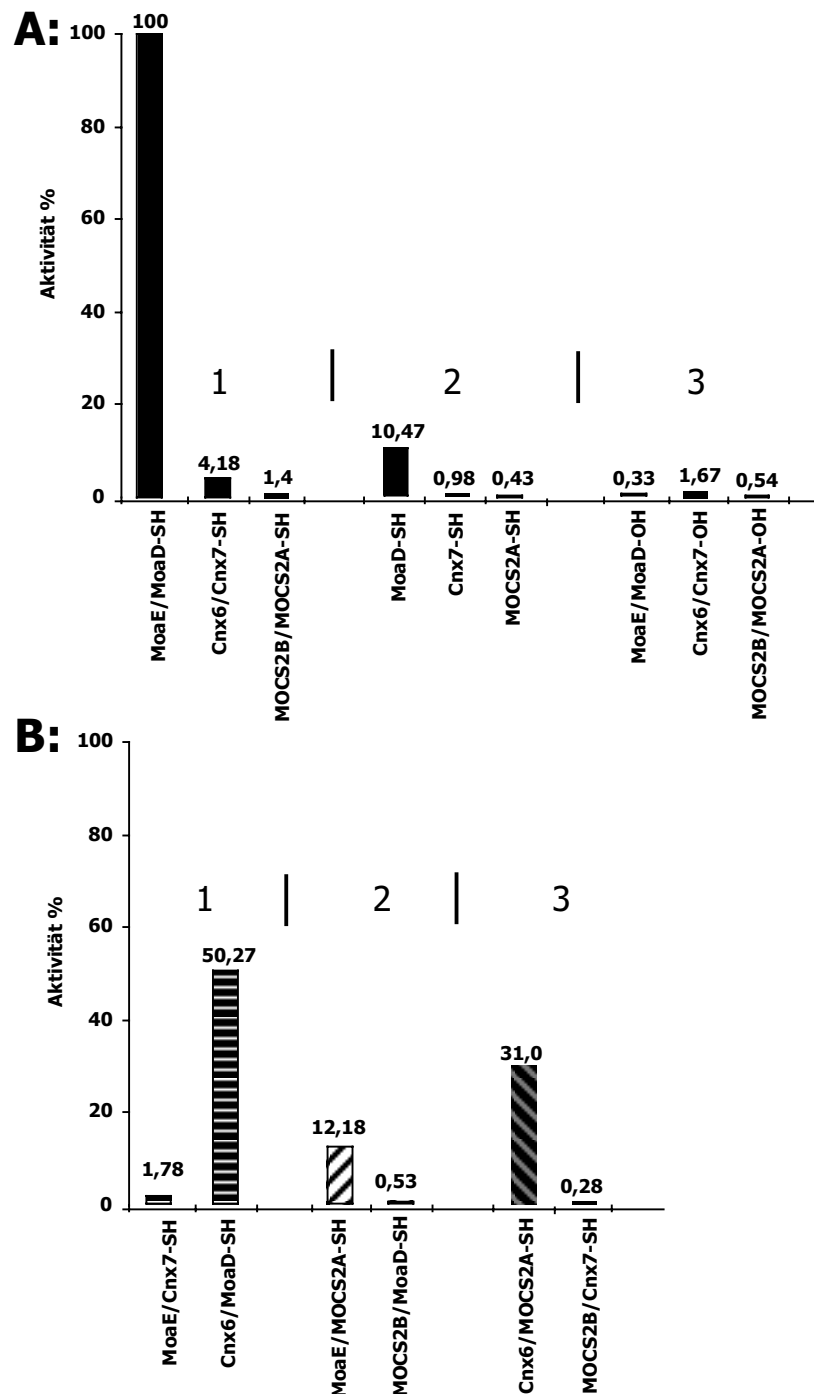 A:
Aktivität %
100
80
60
40
20
0
100
4,18
1,4
10,47
0,98
0,43
0,33
1,67
0,54
1
2
3
MoaE/MoaD-SH
Cnx6/Cnx7-SH
MOCS2B/MOCS2A-SH
MoaD-SH
Cnx7-SH
MOCS2A-SH
MoaE/MoaD-OH
Cnx6/Cnx7-OH
MOCS2B/MOCS2A-OH
B:
Aktivität %
100
80
60
40
20
0
1
2
3
1,78
50,27
12,18
0,53
31,0
0,28
MoaE/Cnx7-SH
Cnx6/MoaD-SH
MoaE/MOCS2A-SH
MOCS2B/MoaD-SH
Cnx6/MOCS2A-SH
MOCS2B/Cnx7-SH